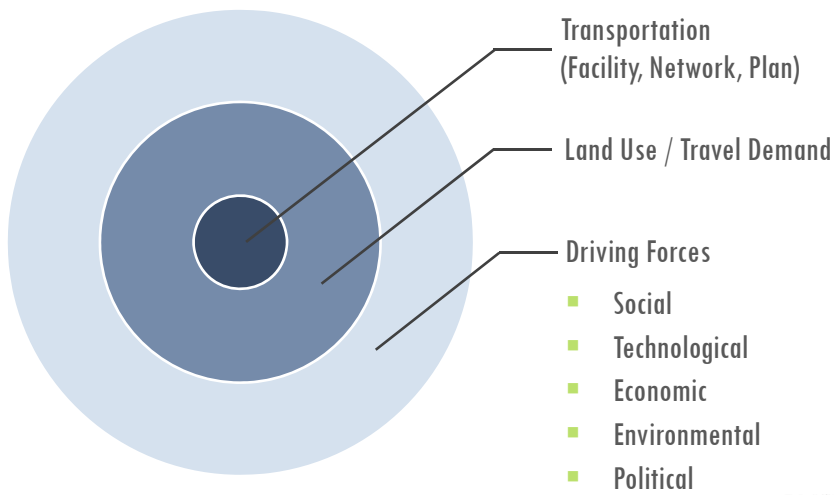 Transportation
(Facility, Network, Plan)
Land Use / Travel Demand
Driving Forces
Social
Technological
Economic
Environmental
Political